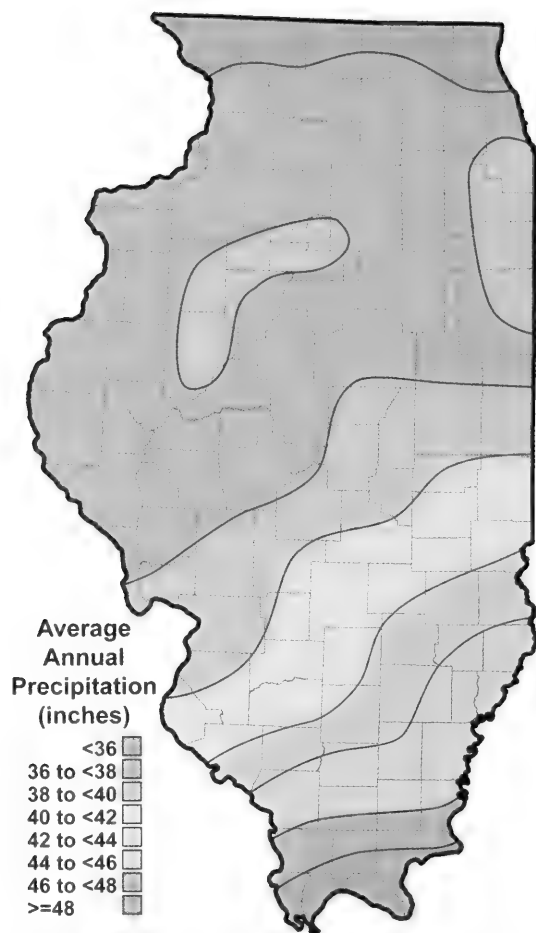 Average
Annual
Precipitation
(inches)
<36
36 to <38
38 to <40
40 to <42
42 to <44
44 to <46
46 to <48
>=48